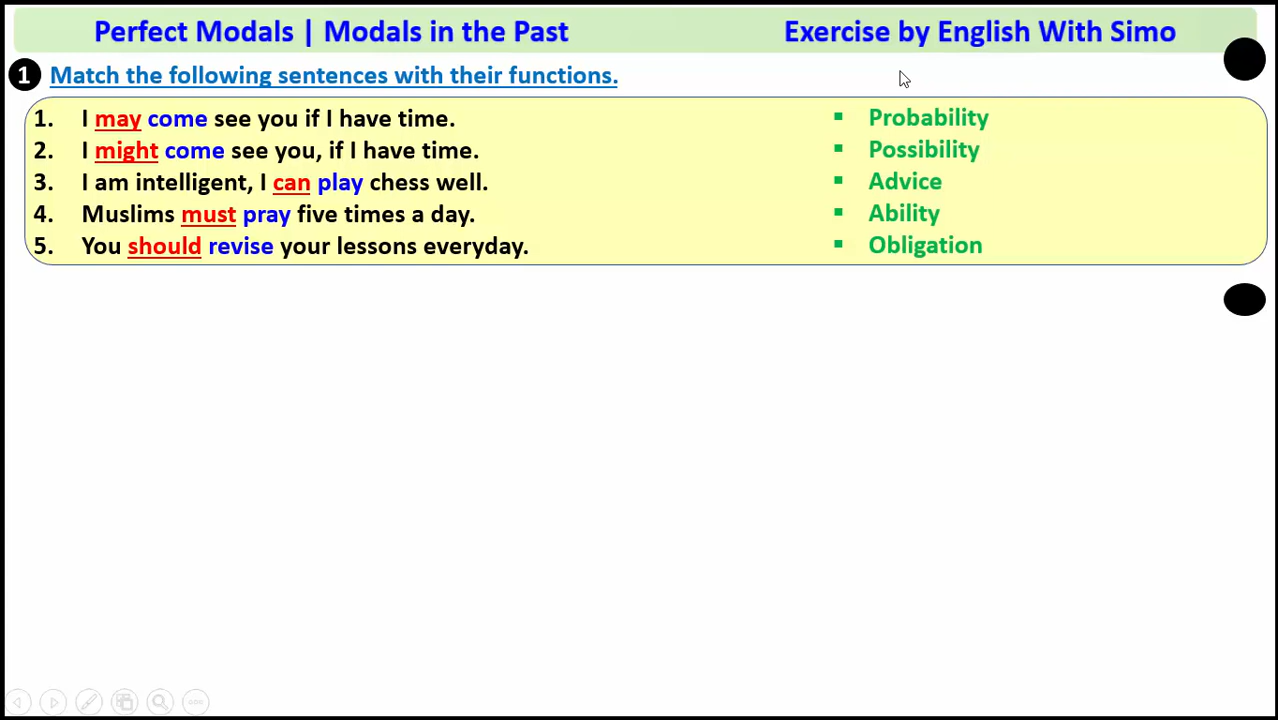 Perfect Modals | Modals in the Past Exercise by English With Simo
1 Match the following sentences with their functions.
1. I may come see you if I have time. ▪ Probability
2. I might come see you, if I have time. ▪ Possibility
3. I am intelligent, I can play chess well. ▪ Advice
4. Muslims must pray five times a day. ▪ Ability
5. You should revise your lessons everyday. ▪ Obligation